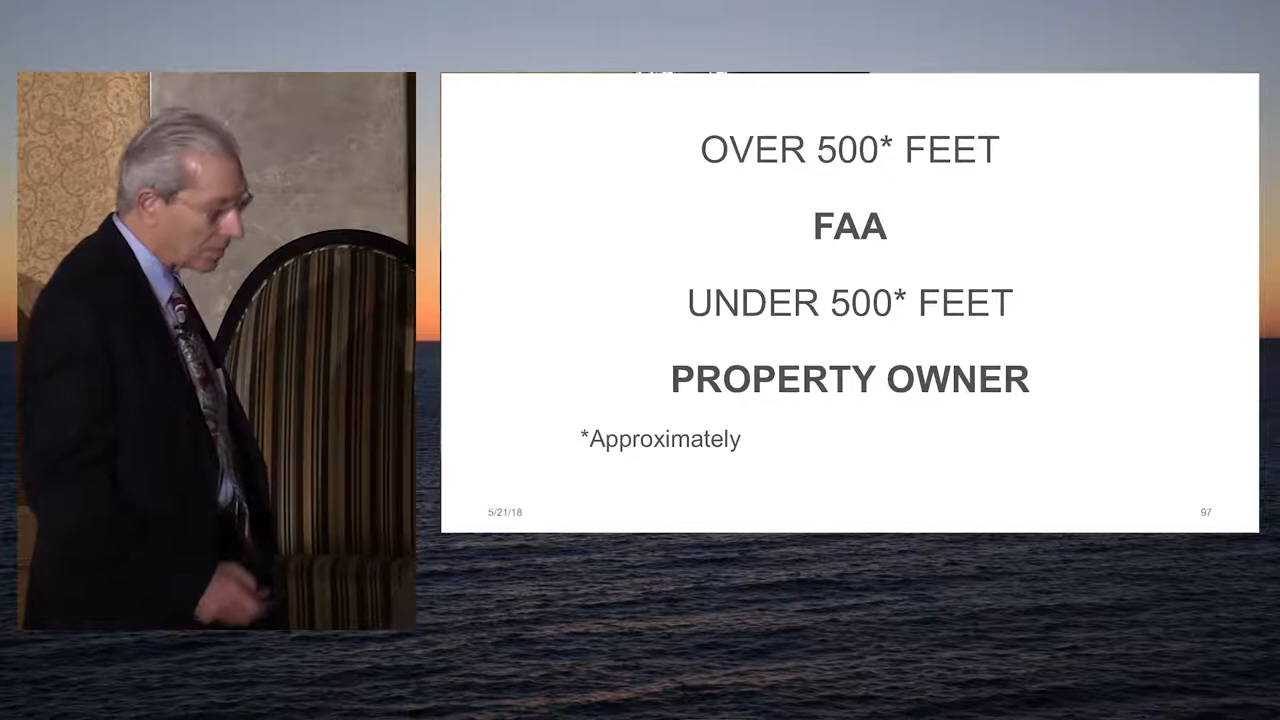 OVER 500* FEET
FAA
UNDER 500* FEET
PROPERTY OWNER
*Approximately
5/21/18
97